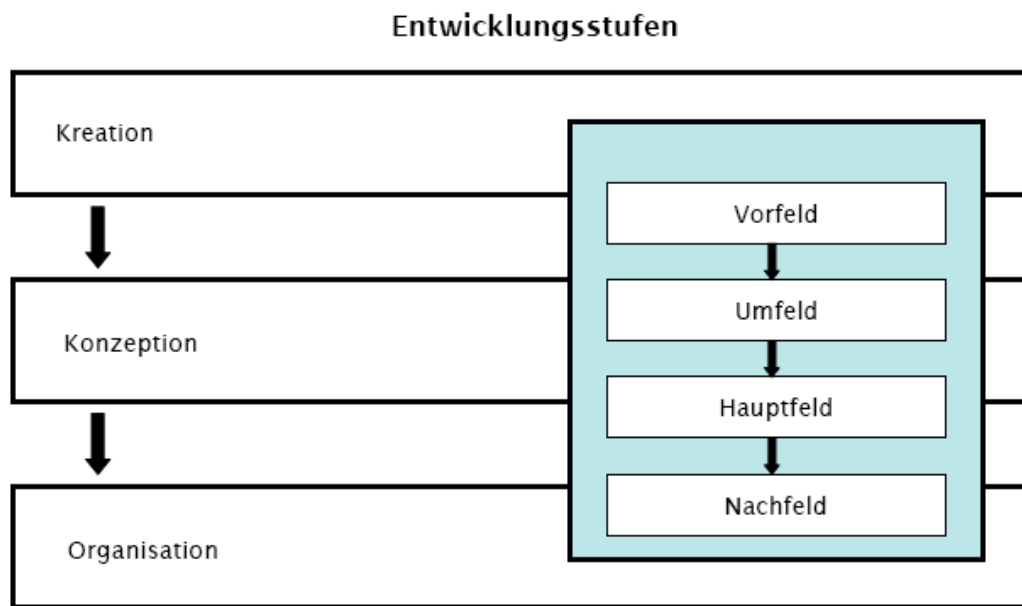 Entwicklungsstufen
Kreation
Vorfeld
Umfeld
Konzeption
Hauptfeld
Nachfeld
Organisation